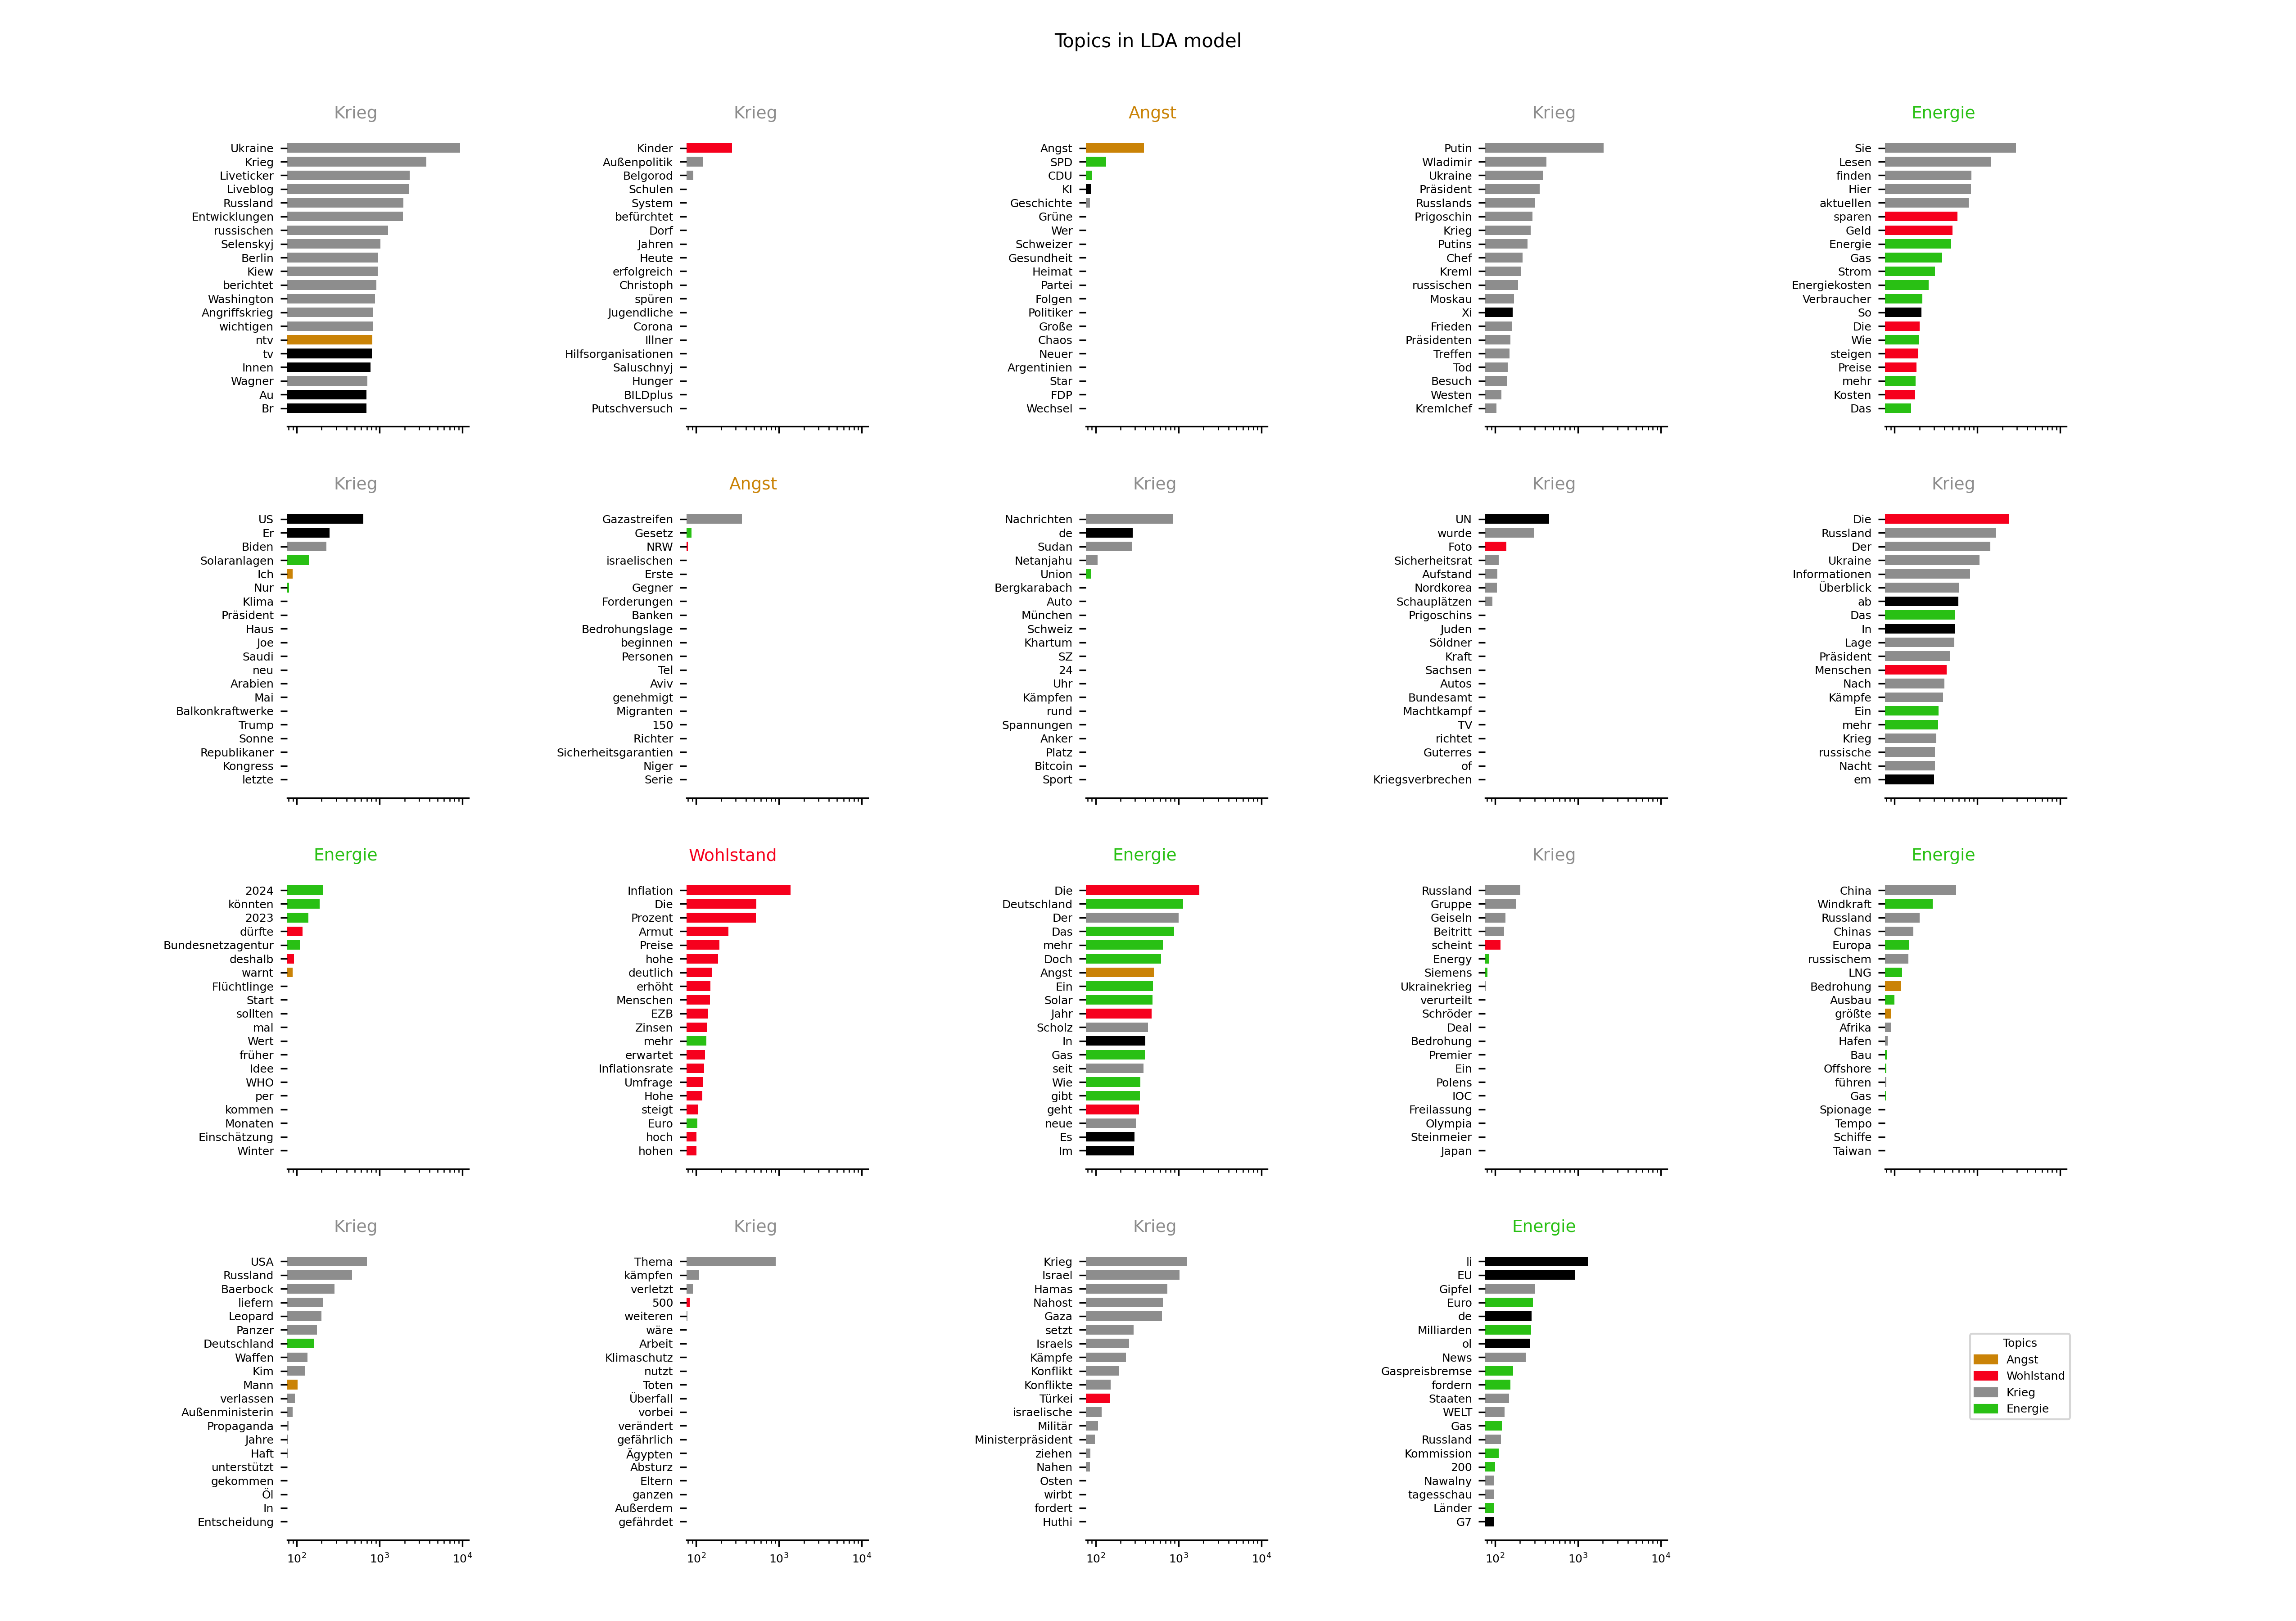 Topics in LDA model
Krieg
Ukraine
Krieg
Liveticker
Liveblog
Russland
Entwicklungen
russischen
Selenskyj
Berlin
Kiew
berichtet
Washington
Angriffskrieg
wichtigen
ntv
tv
Innen
Wagner
Au
Br
Krieg
Kinder
Außenpolitik
Belgorod
Schulen
System
befürchtet
Dorf
Jahren
Heute
erfolgreich
Christoph
spüren
Jugendliche
Corona
Illner
Hilfsorganisationen
Saluschnyj
Hunger
BILDplus
Putschversuch
Angst
Angst
SPD
CDU
KI
Geschichte
Grüne
Wer
Schweizer
Gesundheit
Heimat
Partei
Folgen
Politiker
Große
Chaos
Neuer
Argentinien
Star
FDP
Wechsel
Krieg
Putin
Wladimir
Ukraine
Präsident
Russlands
Prigoschin
Krieg
Putins
Chef
Kreml
russischen
Moskau
Xi
Frieden
Präsidenten
Treffen
Tod
Besuch
Westen
Kremlchef
Energie
Sie
Lesen
finden
Hier
aktuellen
sparen
Geld
Energie
Gas
Strom
Energiekosten
Verbraucher
So
Die
Wie
steigen
Preise
mehr
Kosten
Das
Krieg
US
Er
Biden
Solaranlagen
Ich
Nur
Klima
Präsident
Haus
Joe
Saudi
neu
Arabien
Mai
Balkonkraftwerke
Trump
Sonne
Republikaner
Kongress
letzte
Angst
Gazastreifen
Gesetz
NRW
israelischen
Erste
Gegner
Forderungen
Banken
Bedrohungslage
beginnen
Personen
Tel
Aviv
genehmigt
Migranten
150
Richter
Sicherheitsgarantien
Niger
Serie
Krieg
Nachrichten
de
Sudan
Netanjahu
Union
Bergkarabach
Auto
München
Schweiz
Khartum
SZ
24
Uhr
Kämpfen
rund
Spannungen
Anker
Platz
Bitcoin
Sport
Krieg
UN
wurde
Foto
Sicherheitsrat
Aufstand
Nordkorea
Schauplätzen
Prigoschins
Juden
Söldner
Kraft
Sachsen
Autos
Bundesamt
Machtkampf
TV
richtet
Guterres
of
Kriegsverbrechen
Krieg
Die
Russland
Der
Ukraine
Informationen
Überblick
ab
Das
In
Lage
Präsident
Menschen
Nach
Kämpfe
Ein
mehr
Krieg
russische
Nacht
em
Energie
2024
könnten
2023
dürfte
Bundesnetzagentur
deshalb
warnt
Flüchtlinge
Start
sollten
mal
Wert
früher
Idee
WHO
per
kommen
Monaten
Einschätzung
Winter
Wohlstand
Inflation
Die
Prozent
Armut
Preise
hohe
deutlich
erhöht
Menschen
EZB
Zinsen
mehr
erwartet
Inflationsrate
Umfrage
Hohe
steigt
Euro
hoch
hohen
Energie
Die
Deutschland
Der
Das
mehr
Doch
Angst
Ein
Solar
Jahr
Scholz
In
Gas
seit
Wie
gibt
geht
neue
Es
Im
Krieg
Russland
Gruppe
Geiseln
Beitritt
scheint
Energy
Siemens
Ukrainekrieg
verurteilt
Schröder
Deal
Bedrohung
Premier
Ein
Polens
IOC
Freilassung
Olympia
Steinmeier
Japan
Energie
China
Windkraft
Russland
Chinas
Europa
russischem
LNG
Bedrohung
Ausbau
größte
Afrika
Hafen
Bau
Offshore
führen
Gas
Spionage
Tempo
Schiffe
Taiwan
Krieg
USA
Russland
Baerbock
liefern
Leopard
Panzer
Deutschland
Waffen
Kim
Mann
verlassen
Außenministerin
Propaganda
Jahre
Haft
unterstützt
gekommen
Öl
In
Entscheidung
10² 10³ 10⁴
Krieg
Thema
kämpfen
verletzt
500
weiteren
wäre
Arbeit
Klimaschutz
nutzt
Toten
Überfall
vorbei
verändert
gefährlich
Ägypten
Absturz
Eltern
ganzen
Außerdem
gefährdet
10² 10³ 10⁴
Krieg
Krieg
Israel
Hamas
Nahost
Gaza
setzt
Israels
Kämpfe
Konflikt
Konflikte
Türkei
israelische
Militär
Ministerpräsident
ziehen
Nahen
Osten
wirbt
fordert
Huthi
10² 10³ 10⁴
Energie
li
EU
Gipfel
Euro
de
Milliarden
ol
News
Gaspreisbremse
fordern
Staaten
WELT
Gas
Russland
Kommission
200
Nawalny
tagesschau
Länder
G7
10² 10³ 10⁴
Topics
Angst
Wohlstand
Krieg
Energie